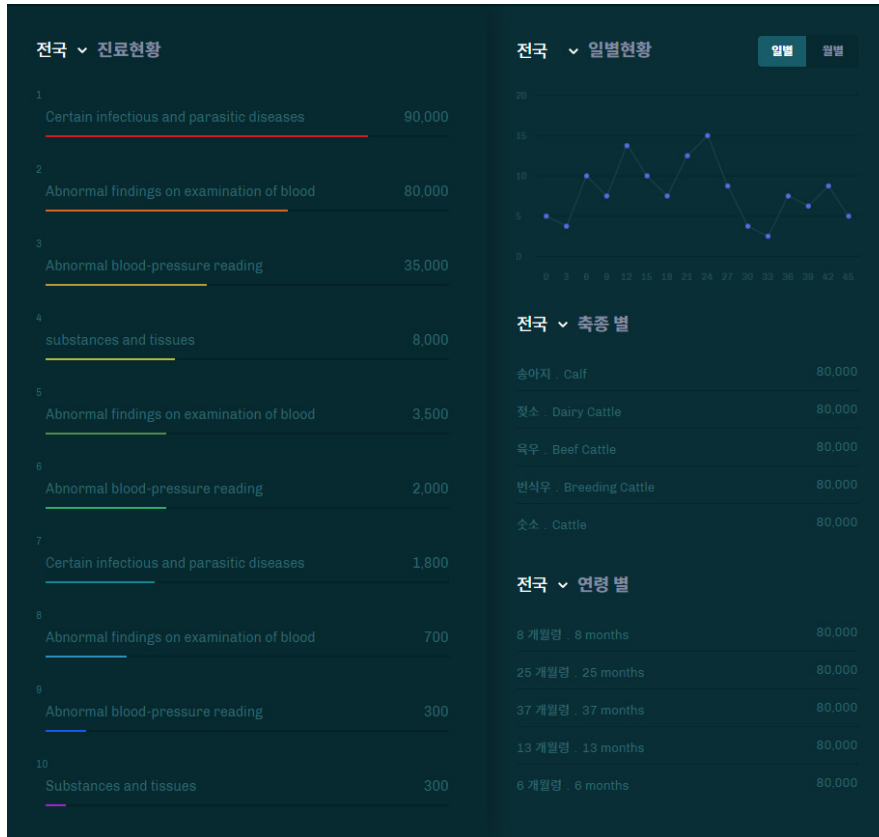 전국 진료현황
1
Certain infectious and parasitic diseases 90,000
2
Abnormal findings on examination of blood 80,000
3
Abnormal blood-pressure reading 35,000
4
substances and tissues 8,000
5
Abnormal findings on examination of blood 3,500
6
Abnormal blood-pressure reading 2,000
7
Certain infectious and parasitic diseases 1,800
8
Abnormal findings on examination of blood 700
9
Abnormal blood-pressure reading 300
10
Substances and tissues 300
전국 일별현황 일별 월별
20
15
10
5
0
0 3 6 9 12 15 18 21 24 27 30 33 36 39 42 45
전국 축종 별
송아지 . Calf 80,000
젖소 . Dairy Cattle 80,000
육우 . Beef Cattle 80,000
번식우 . Breeding Cattle 80,000
숫소 . Cattle 80,000
전국 연령 별
8 개월령 . 8 months 80,000
25 개월령 . 25 months 80,000
37 개월령 . 37 months 80,000
13 개월령 . 13 months 80,000
6 개월령 . 6 months 80,000